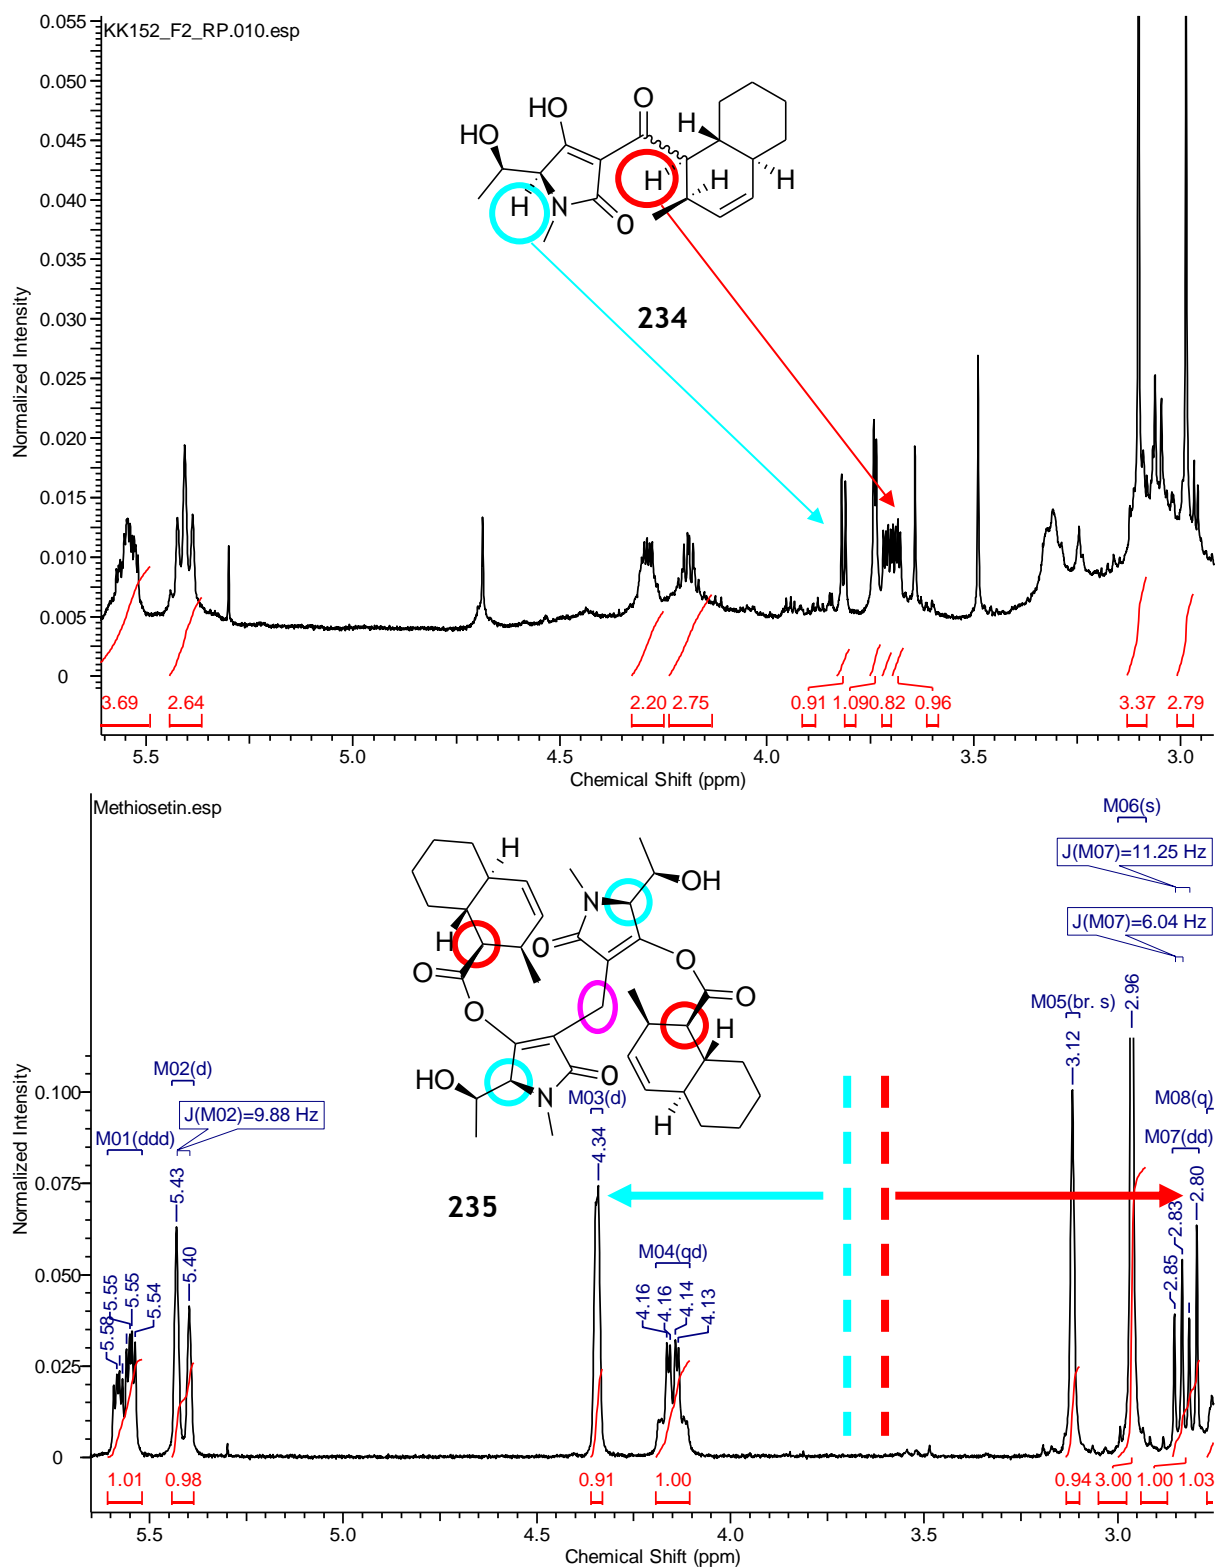 KK152_F2_RP.010.esp
0.055
0.050
0.045
0.040
0.035
0.030
0.025
0.020
0.015
0.010
0.005
0
Normalized Intensity
O
HO
HO
H
H
H
H
H
N
O
234
3.69 2.64 2.20 2.75 0.91 1.09 0.82 0.96 3.37 2.79
5.5 5.0 4.5 4.0 3.5 3.0
Chemical Shift (ppm)
Methiosetin.esp
M06(s)
J(M07)=11.25 Hz
J(M07)=6.04 Hz
M05(br. s)
2.96
3.12
M08(q)
M07(dd)
2.85
2.83
2.80
H
N
OH
H
O
O
O
O
O
O
H
HO
N
H
235
M01(ddd)
M02(d)
J(M02)=9.88 Hz
M03(d)
M04(qd)
5.58
5.55
5.55
5.54
5.43
5.40
4.34
4.16
4.16
4.14
4.13
0.100
0.075
0.050
0.025
0
Normalized Intensity
1.01 0.98 0.91 1.00 0.94 3.00 1.00 1.03
5.5 5.0 4.5 4.0 3.5 3.0
Chemical Shift (ppm)